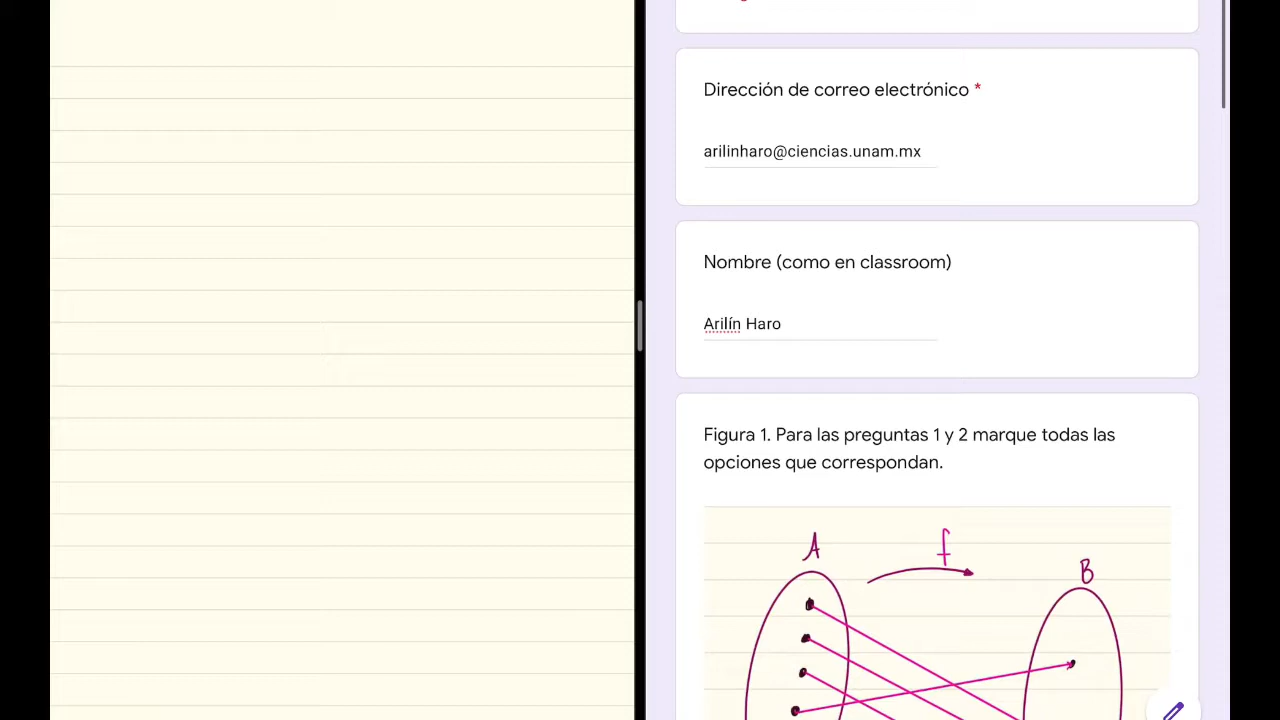 Dirección de correo electrónico *
arilinharo@ciencias.unam.mx
Nombre (como en classroom)
Arilín Haro
Figura 1. Para las preguntas 1 y 2 marque todas las
opciones que correspondan.
A
f
B